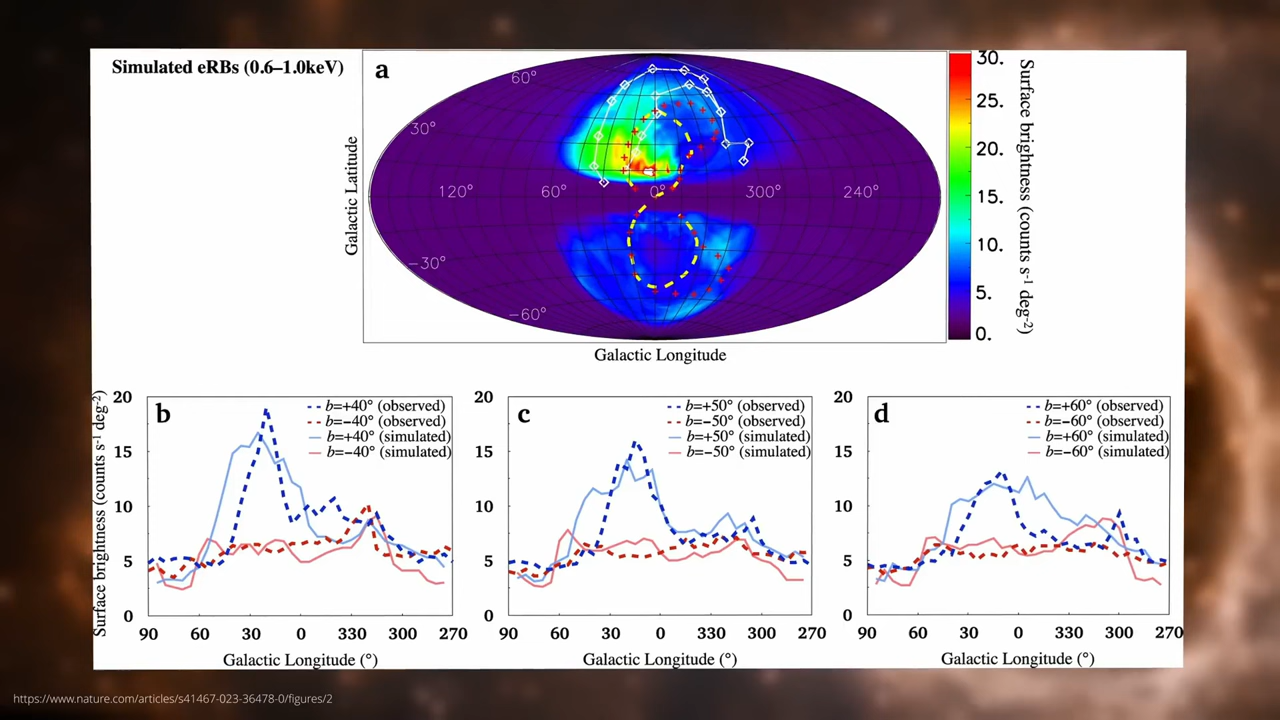 Simulated eRBs (0.6–1.0keV)
a
60°
30°
120°
60°
0°
300°
240°
−30°
−60°
Galactic Latitude
Galactic Longitude
30.
25.
20.
15.
10.
5.
0.
Surface brightness (counts s⁻¹ deg⁻²)
Surface brightness (counts s⁻¹ deg⁻²)
20
15
10
5
0
b
b=+40° (observed)
b=−40° (observed)
b=+40° (simulated)
b=−40° (simulated)
90 60 30 0 330 300 270
Galactic Longitude (°)
20
15
10
5
0
c
b=+50° (observed)
b=−50° (observed)
b=+50° (simulated)
b=−50° (simulated)
90 60 30 0 330 300 270
Galactic Longitude (°)
20
15
10
5
0
d
b=+60° (observed)
b=−60° (observed)
b=+60° (simulated)
b=−60° (simulated)
90 60 30 0 330 300 270
Galactic Longitude (°)
https://www.nature.com/articles/s41467-023-36478-0/figures/2